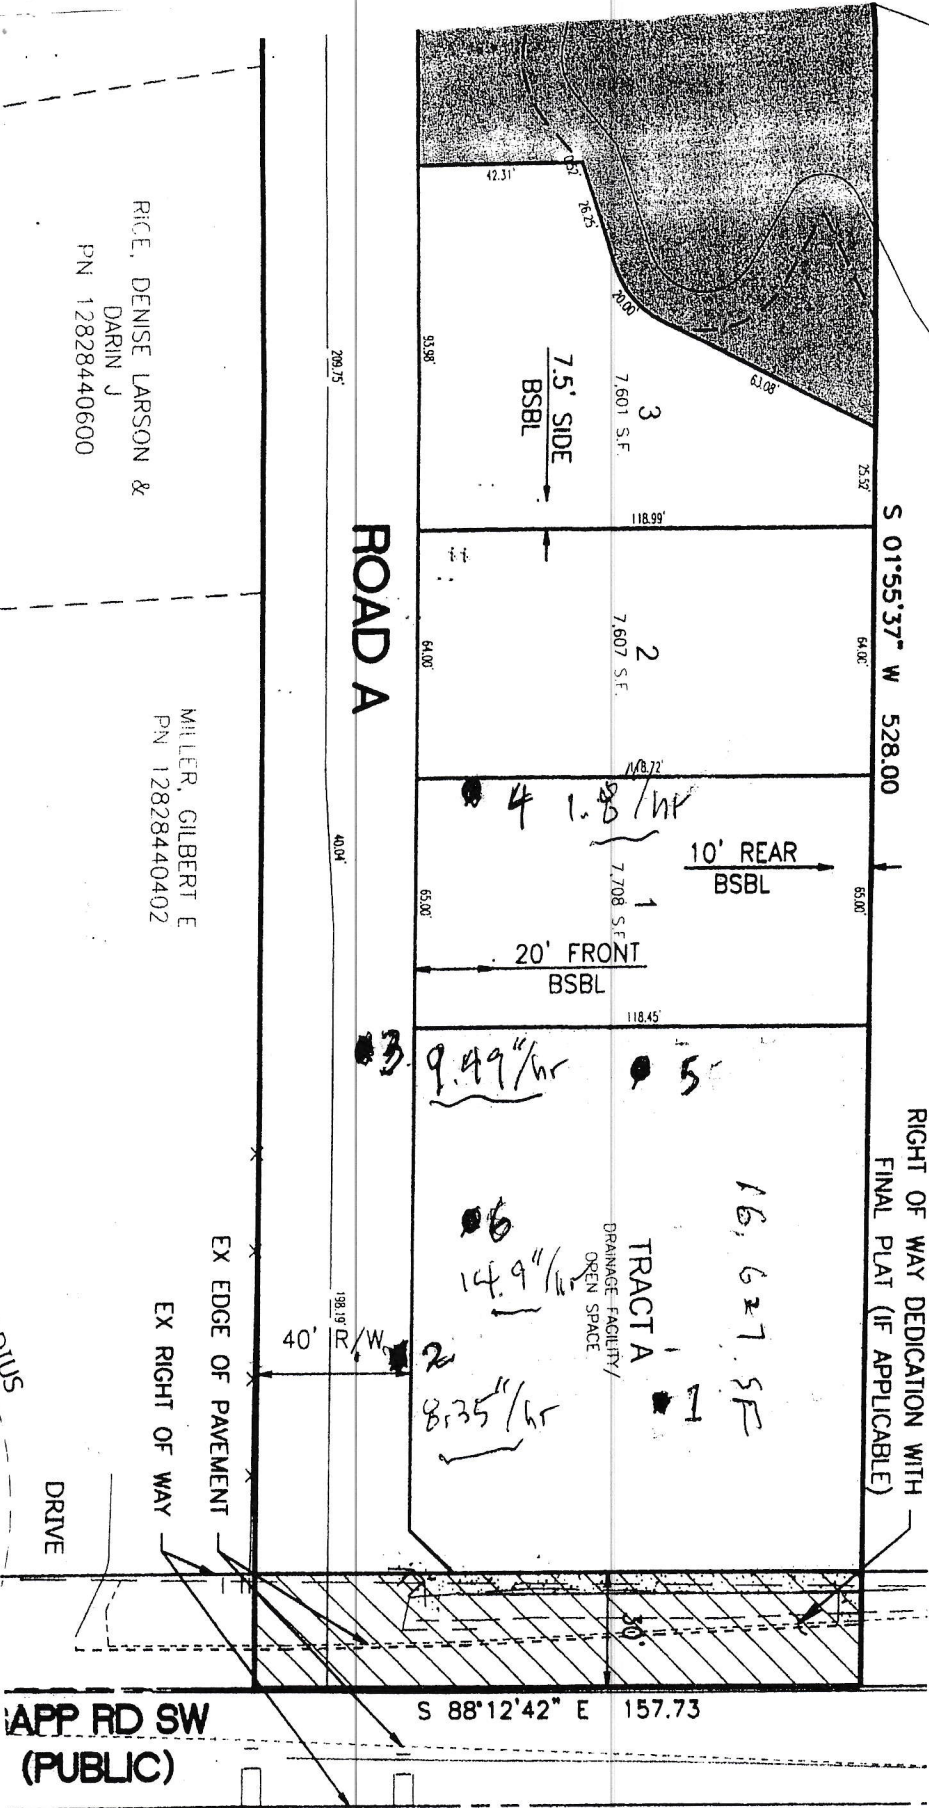 42.31'
26.25'
20.00'
63.08'
25.52'
93.98'
209.75'
3
7,601 S.F.
7.5' SIDE
BSBL
118.99'
S 01°55'37" W 528.00
RICE, DENISE LARSON &
DARIN J
PN 12828440600
ROAD A
64.00'
2
7,607 S.F.
64.00'
118.72'
MILLER, GILBERT E
PN 12828440402
4 1.8 /hr
10' REAR
BSBL
40.04'
65.00'
1
7,708 S.F.
65.00'
20' FRONT
BSBL
118.45'
3
9.49"/hr
5
RIGHT OF WAY DEDICATION WITH
FINAL PLAT (IF APPLICABLE)
16,627 SF
6
14.9"/hr
TRACT A
DRAINAGE FACILITY/
OPEN SPACE
198.19'
40' R/W
2
8.35"/hr
1
EX EDGE OF PAVEMENT
EX RIGHT OF WAY
DRIVE
30'
S 88°12'42" E 157.73
APP RD SW
(PUBLIC)